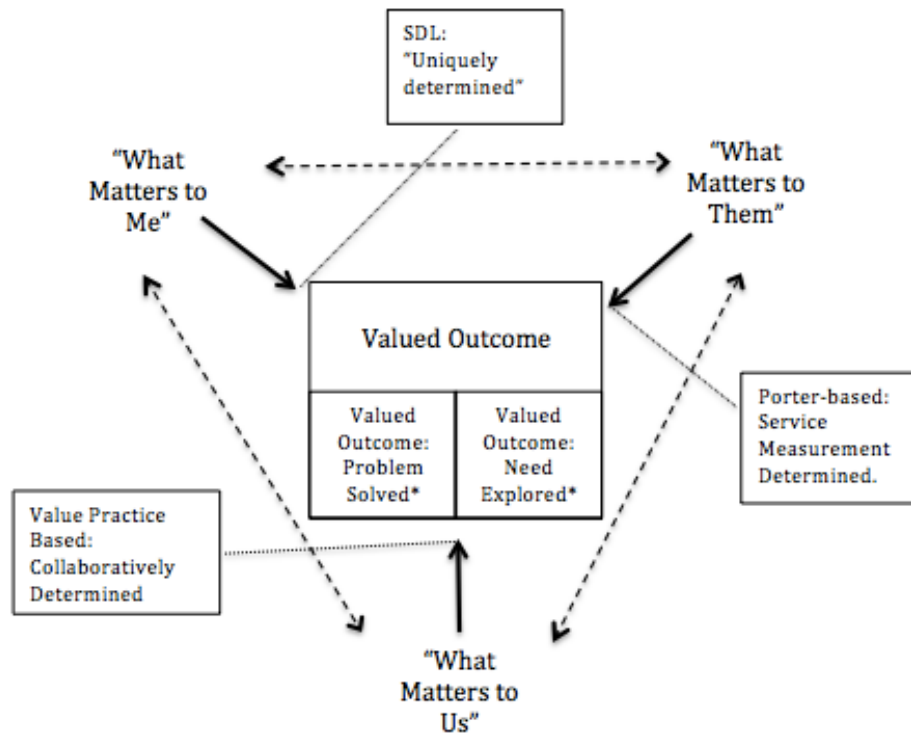 SDL:
“Uniquely
determined”
“What
Matters to
Me”
“What
Matters to
Them”
Valued Outcome
Valued
Outcome:
Problem
Solved*
Valued
Outcome:
Need
Explored*
Porter-based:
Service
Measurement
Determined.
Value Practice
Based:
Collaboratively
Determined
“What
Matters to
Us”